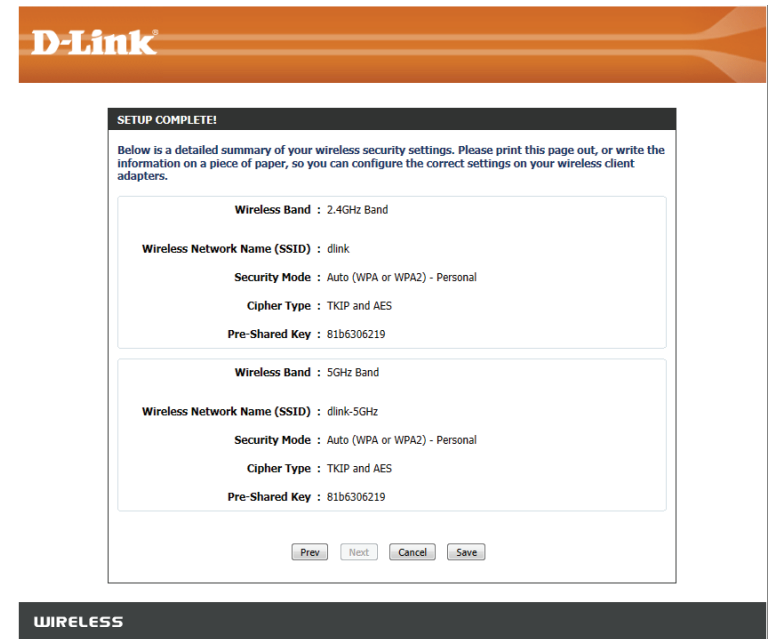 D-Link
SETUP COMPLETE!
Below is a detailed summary of your wireless security settings. Please print this page out, or write the
information on a piece of paper, so you can configure the correct settings on your wireless client
adapters.
Wireless Band : 2.4GHz Band
Wireless Network Name (SSID) : dlink
Security Mode : Auto (WPA or WPA2) - Personal
Cipher Type : TKIP and AES
Pre-Shared Key : 81b6306219
Wireless Band : 5GHz Band
Wireless Network Name (SSID) : dlink-5GHz
Security Mode : Auto (WPA or WPA2) - Personal
Cipher Type : TKIP and AES
Pre-Shared Key : 81b6306219
Prev Next Cancel Save
WIRELESS